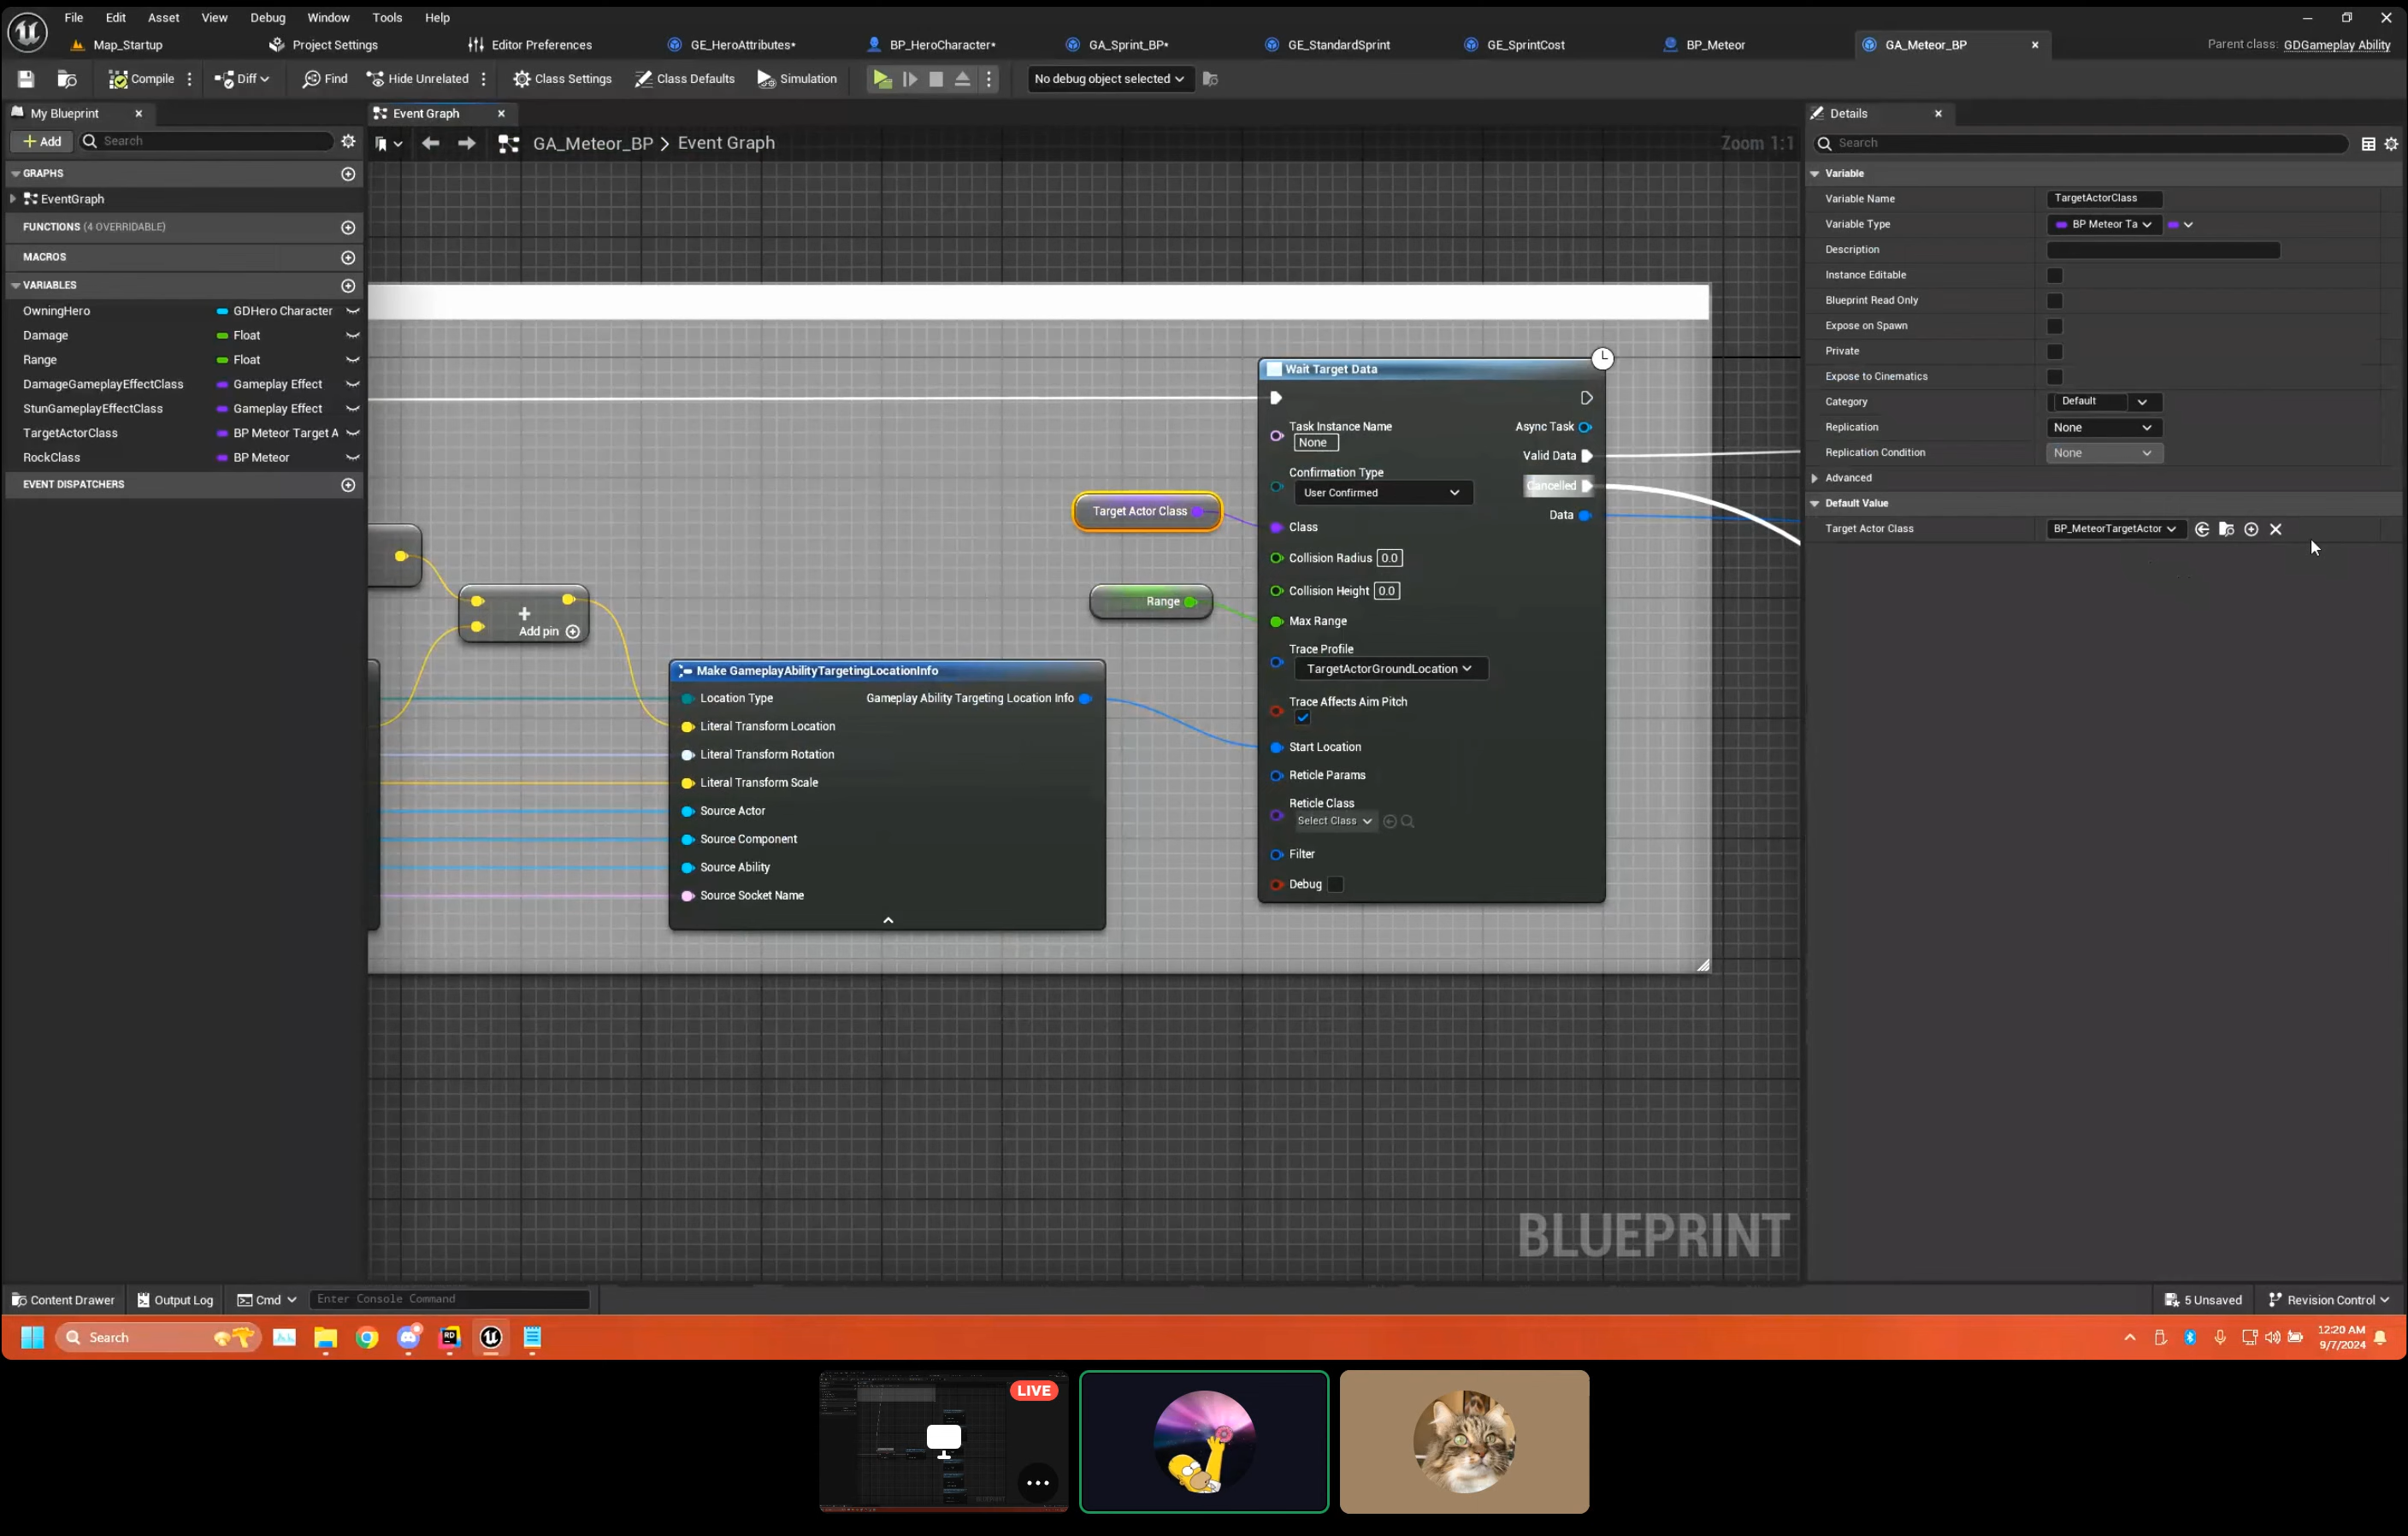 File Edit Asset View Debug Window Tools Help
Map_Startup Project Settings Editor Preferences GE_HeroAttributes* BP_HeroCharacter* GA_Sprint_BP* GE_StandardSprint GE_SprintCost BP_Meteor GA_Meteor_BP Parent class: GDGameplay Ability
Compile Diff Find Hide Unrelated Class Settings Class Defaults Simulation No debug object selected
My Blueprint
Add Search
GRAPHS
EventGraph
FUNCTIONS (4 OVERRIDABLE)
MACROS
VARIABLES
OwningHero GDHero Character
Damage Float
Range Float
DamageGameplayEffectClass Gameplay Effect
StunGameplayEffectClass Gameplay Effect
TargetActorClass BP Meteor Target A
RockClass BP Meteor
EVENT DISPATCHERS
Event Graph
GA_Meteor_BP > Event Graph
Zoom 1:1
Add pin
Make GameplayAbilityTargetingLocationInfo
Location Type Gameplay Ability Targeting Location Info
Literal Transform Location
Literal Transform Rotation
Literal Transform Scale
Source Actor
Source Component
Source Ability
Source Socket Name
Target Actor Class
Range
Wait Target Data
Task Instance Name Async Task
None
Valid Data
Confirmation Type
Cancelled
User Confirmed
Data
Class
Collision Radius 0.0
Collision Height 0.0
Max Range
Trace Profile
TargetActorGroundLocation
Trace Affects Aim Pitch
Start Location
Reticle Params
Reticle Class
Select Class
Filter
Debug
BLUEPRINT
Details
Search
Variable
Variable Name TargetActorClass
Variable Type BP Meteor Ta
Description
Instance Editable
Blueprint Read Only
Expose on Spawn
Private
Expose to Cinematics
Category Default
Replication None
Replication Condition None
Advanced
Default Value
Target Actor Class BP_MeteorTargetActor
Content Drawer Output Log Cmd Enter Console Command 5 Unsaved Revision Control
Search
RD
12:20 AM
9/7/2024
LIVE